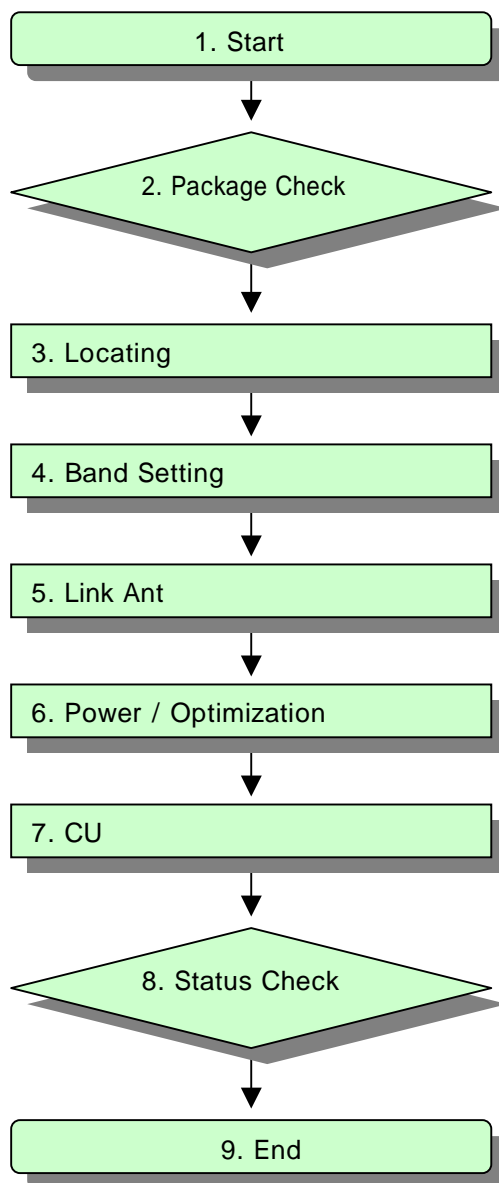 1. Start
2. Package Check
3. Locating
4. Band Setting
5. Link Ant
6. Power / Optimization
7. CU
8. Status Check
9. End